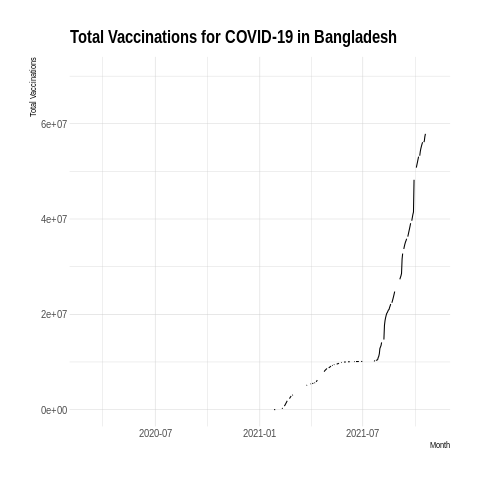 Total Vaccinations for COVID-19 in Bangladesh
Total Vaccinations
6e+07
4e+07
2e+07
0e+00
2020-07 2021-01 2021-07
Month